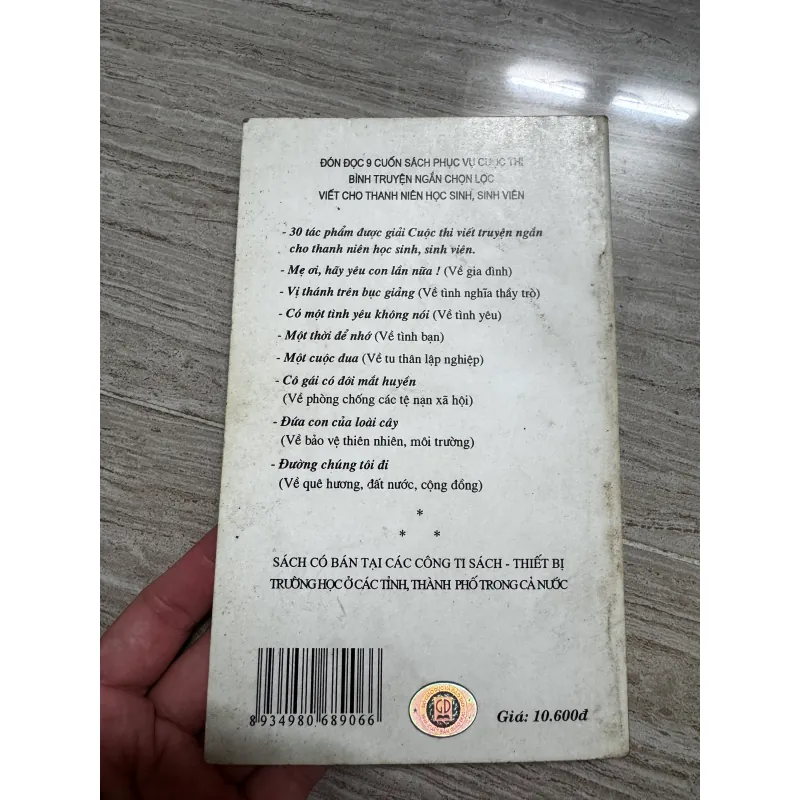 ĐÓN ĐỌC 9 CUỐN SÁCH PHỤC VỤ CUỘC THI
BÌNH TRUYỆN NGẮN CHỌN LỌC
VIẾT CHO THANH NIÊN HỌC SINH, SINH VIÊN
- 30 tác phẩm được giải Cuộc thi viết truyện ngắn
cho thanh niên học sinh, sinh viên.
- Mẹ ơi, hãy yêu con lần nữa ! (Về gia đình)
- Vị thánh trên bục giảng (Về tình nghĩa thầy trò)
- Có một tình yêu không nói (Về tình yêu)
- Một thời để nhớ (Về tình bạn)
- Một cuộc đua (Về tu thân lập nghiệp)
- Cô gái có đôi mắt huyền
(Về phòng chống các tệ nạn xã hội)
- Đứa con của loài cây
(Về bảo vệ thiên nhiên, môi trường)
- Đường chúng tôi đi
(Về quê hương, đất nước, cộng đồng)
*
* *
SÁCH CÓ BÁN TẠI CÁC CÔNG TI SÁCH - THIẾT BỊ
TRƯỜNG HỌC Ở CÁC TỈNH, THÀNH PHỐ TRONG CẢ NƯỚC
8 934980 689066
GD
Giá: 10.600đ